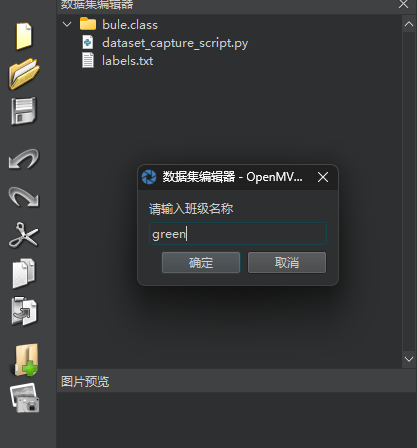 数据集编辑器
bule.class
dataset_capture_script.py
labels.txt
数据集编辑器 - OpenMV...
请输入班级名称
green
确定
取消
图片预览